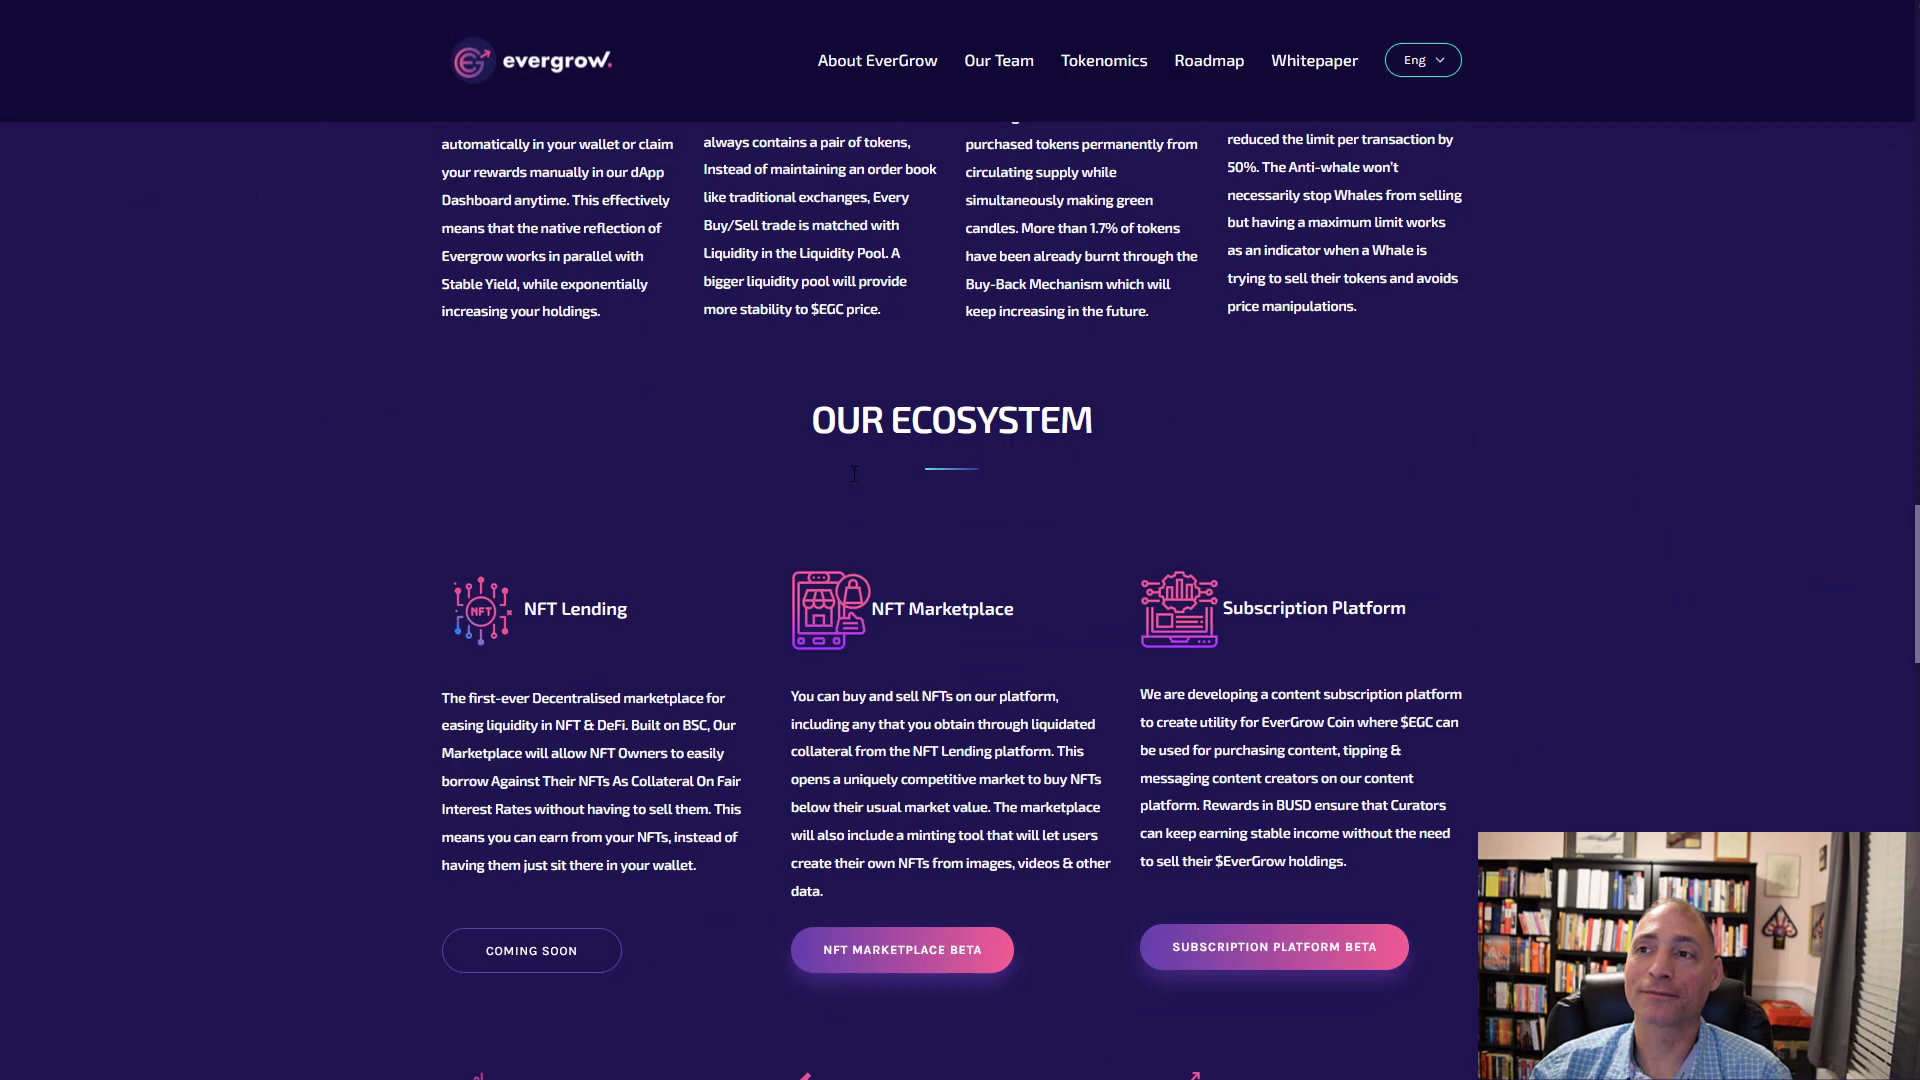 evergrow.
About EverGrow Our Team Tokenomics Roadmap Whitepaper Eng
automatically in your wallet or claim
your rewards manually in our dApp
Dashboard anytime. This effectively
means that the native reflection of
Evergrow works in parallel with
Stable Yield, while exponentially
increasing your holdings.
always contains a pair of tokens,
Instead of maintaining an order book
like traditional exchanges, Every
Buy/Sell trade is matched with
Liquidity in the Liquidity Pool. A
bigger liquidity pool will provide
more stability to $EGC price.
purchased tokens permanently from
circulating supply while
simultaneously making green
candles. More than 1.7% of tokens
have been already burnt through the
Buy-Back Mechanism which will
keep increasing in the future.
reduced the limit per transaction by
50%. The Anti-whale won't
necessarily stop Whales from selling
but having a maximum limit works
as an indicator when a Whale is
trying to sell their tokens and avoids
price manipulations.
OUR ECOSYSTEM
NFT
NFT Lending
The first-ever Decentralised marketplace for
easing liquidity in NFT & DeFi. Built on BSC, Our
Marketplace will allow NFT Owners to easily
borrow Against Their NFTs As Collateral On Fair
Interest Rates without having to sell them. This
means you can earn from your NFTs, instead of
having them just sit there in your wallet.
COMING SOON
NFT Marketplace
You can buy and sell NFTs on our platform,
including any that you obtain through liquidated
collateral from the NFT Lending platform. This
opens a uniquely competitive market to buy NFTs
below their usual market value. The marketplace
will also include a minting tool that will let users
create their own NFTs from images, videos & other
data.
NFT MARKETPLACE BETA
Subscription Platform
We are developing a content subscription platform
to create utility for EverGrow Coin where $EGC can
be used for purchasing content, tipping &
messaging content creators on our content
platform. Rewards in BUSD ensure that Curators
can keep earning stable income without the need
to sell their $EverGrow holdings.
SUBSCRIPTION PLATFORM BETA